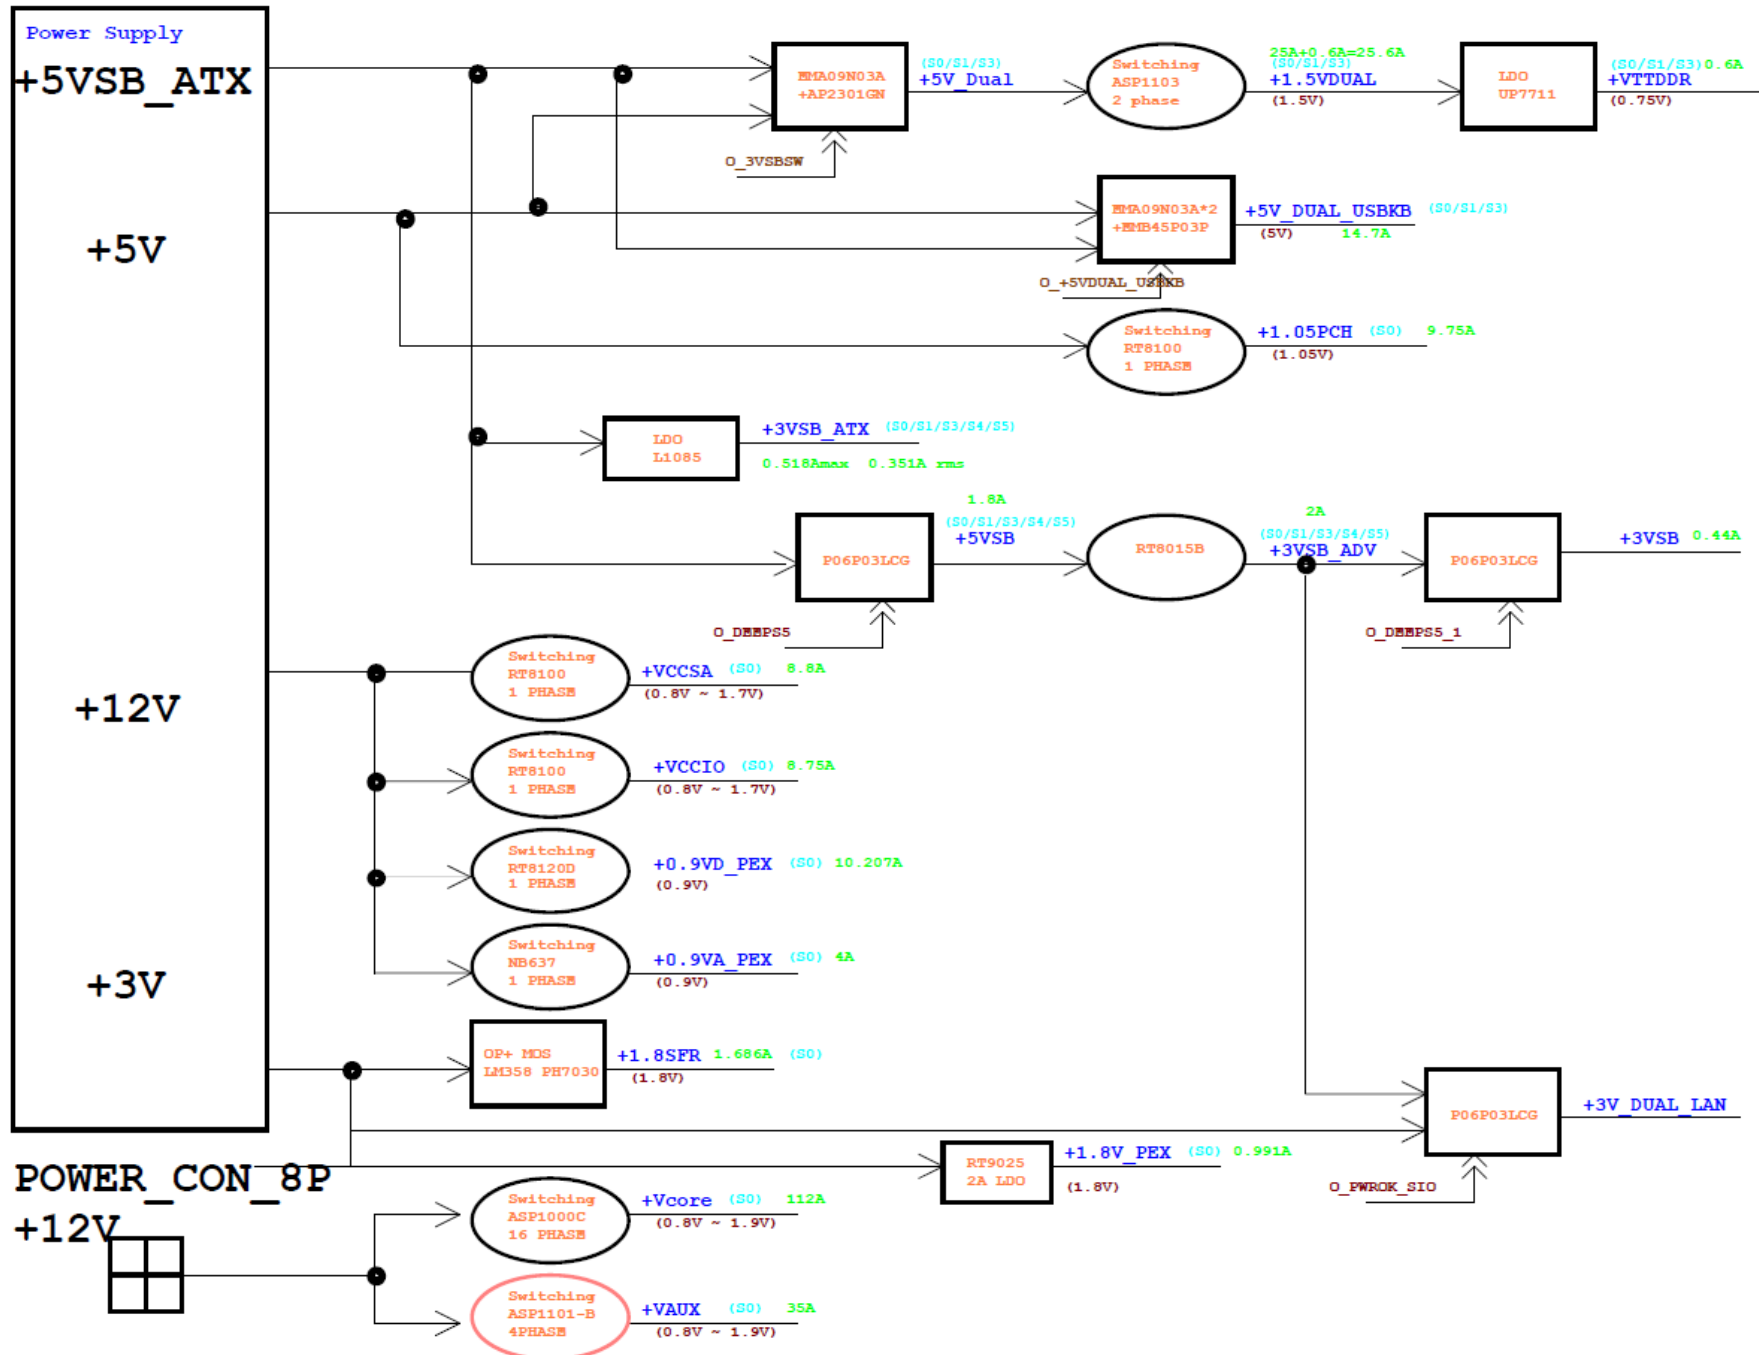 Power Supply
+5VSB_ATX
+5V
+12V
+3V
EMA09N03A
+AP2301GN
(S0/S1/S3)
+5V_Dual
O_3VSBSW
Switching
ASP1103
2 phase
25A+0.6A=25.6A
(S0/S1/S3)
+1.5VDUAL
(1.5V)
LDO
UP7711
(S0/S1/S3) 0.6A
+VTTDDR
(0.75V)
EMA09N03A*2
+EMB45P03P
+5V_DUAL_USBKB (S0/S1/S3)
(5V) 14.7A
O_+5VDUAL_USBKB
Switching
RT8100
1 PHASE
+1.05PCH (S0) 9.75A
(1.05V)
LDO
L1085
+3VSB_ATX (S0/S1/S3/S4/S5)
0.518Amax 0.351A rms
P06P03LCG
1.8A
(S0/S1/S3/S4/S5)
+5VSB
O_DEEPS5
RT8015B
2A
(S0/S1/S3/S4/S5)
+3VSB_ADV
P06P03LCG
+3VSB 0.44A
O_DEEPS5_1
Switching
RT8100
1 PHASE
+VCCSA (S0) 8.8A
(0.8V ~ 1.7V)
Switching
RT8100
1 PHASE
+VCCIO (S0) 8.75A
(0.8V ~ 1.7V)
Switching
RT8120D
1 PHASE
+0.9VD_PEX (S0) 10.207A
(0.9V)
Switching
NB637
1 PHASE
+0.9VA_PEX (S0) 4A
(0.9V)
OP+ MOS
LM358 PH7030
+1.8SFR 1.686A (S0)
(1.8V)
P06P03LCG
+3V_DUAL_LAN
O_PWROK_SIO
RT9025
2A LDO
+1.8V_PEX (S0) 0.991A
(1.8V)
POWER_CON_8P
+12V
Switching
ASP1000C
16 PHASE
+Vcore (S0) 112A
(0.8V ~ 1.9V)
Switching
ASP1101-B
4PHASE
+VAUX (S0) 35A
(0.8V ~ 1.9V)